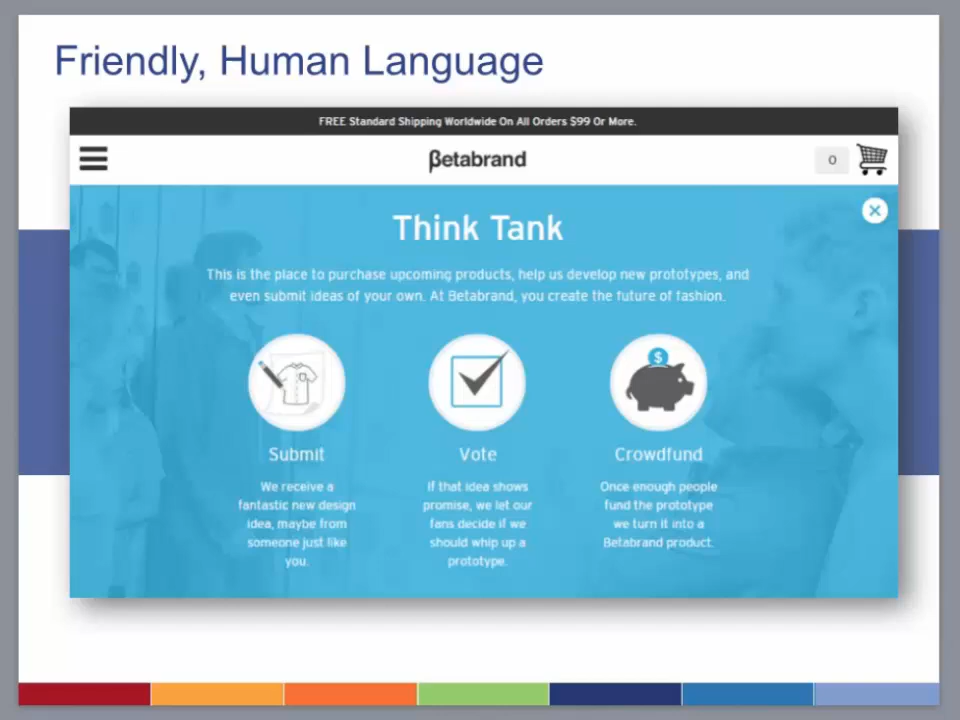 Friendly, Human Language
FREE Standard Shipping Worldwide On All Orders $99 Or More.
βetabrand
0
Think Tank
This is the place to purchase upcoming products, help us develop new prototypes, and
even submit ideas of your own. At Betabrand, you create the future of fashion.
$
Submit
We receive a
fantastic new design
idea, maybe from
someone just like
you.
Vote
If that idea shows
promise, we let our
fans decide if we
should whip up a
prototype.
Crowdfund
Once enough people
fund the prototype
we turn it into a
Betabrand product.